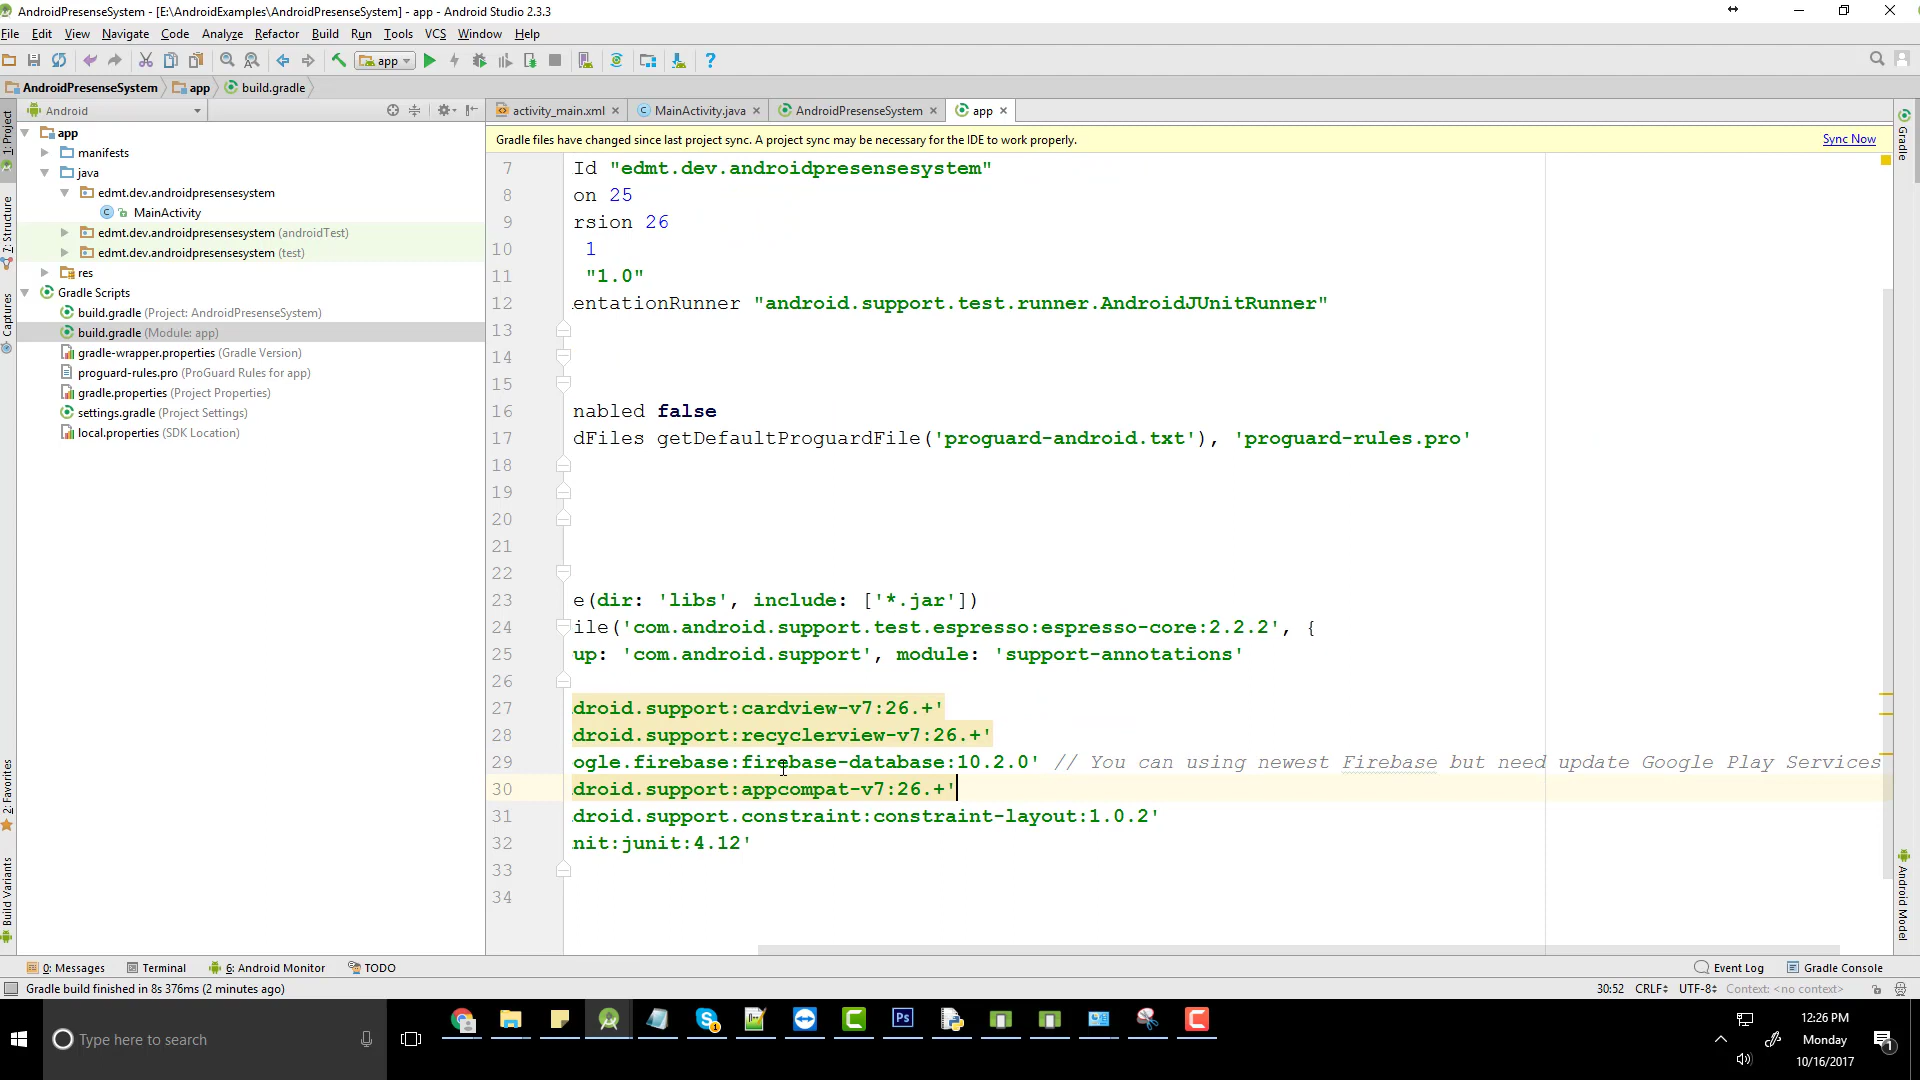 AndroidPresenseSystem - [E:\AndroidExamples\AndroidPresenseSystem] - app - Android Studio 2.3.3
File Edit View Navigate Code Analyze Refactor Build Run Tools VCS Window Help
app
AndroidPresenseSystem app build.gradle
Android
activity_main.xml MainActivity.java AndroidPresenseSystem app
Gradle files have changed since last project sync. A project sync may be necessary for the IDE to work properly. Sync Now
1: Project
7: Structure
Captures
2: Favorites
Build Variants
app
manifests
java
edmt.dev.androidpresensesystem
MainActivity
edmt.dev.androidpresensesystem (androidTest)
edmt.dev.androidpresensesystem (test)
res
Gradle Scripts
build.gradle (Project: AndroidPresenseSystem)
build.gradle (Module: app)
gradle-wrapper.properties (Gradle Version)
proguard-rules.pro (ProGuard Rules for app)
gradle.properties (Project Properties)
settings.gradle (Project Settings)
local.properties (SDK Location)
7 Id "edmt.dev.androidpresensesystem"
8 on 25
9 rsion 26
10 1
11 "1.0"
12 entationRunner "android.support.test.runner.AndroidJUnitRunner"
13
14
15
16 nabled false
17 dFiles getDefaultProguardFile('proguard-android.txt'), 'proguard-rules.pro'
18
19
20
21
22
23 e(dir: 'libs', include: ['*.jar'])
24 ile('com.android.support.test.espresso:espresso-core:2.2.2', {
25 up: 'com.android.support', module: 'support-annotations'
26
27 droid.support:cardview-v7:26.+'
28 droid.support:recyclerview-v7:26.+'
29 ogle.firebase:firebase-database:10.2.0' // You can using newest Firebase but need update Google Play Services
30 droid.support:appcompat-v7:26.+'
31 droid.support.constraint:constraint-layout:1.0.2'
32 nit:junit:4.12'
33
34
Gradle
Android Model
0: Messages Terminal 6: Android Monitor TODO Event Log Gradle Console
Gradle build finished in 8s 376ms (2 minutes ago) 30:52 CRLF UTF-8 Context: <no context>
Type here to search
Ps
12:26 PM
Monday
10/16/2017